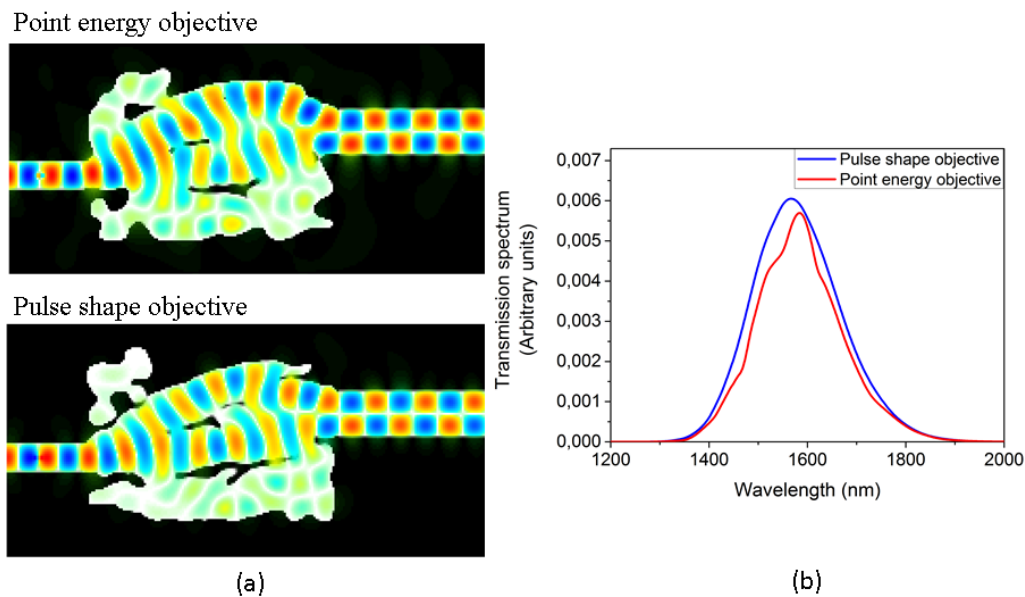 Point energy objective
Pulse shape objective
(a)
Transmission spectrum
(Arbitrary units)
0,007
0,006
0,005
0,004
0,003
0,002
0,001
0,000
Pulse shape objective
Point energy objective
1200
1400
1600
1800
2000
Wavelength (nm)
(b)